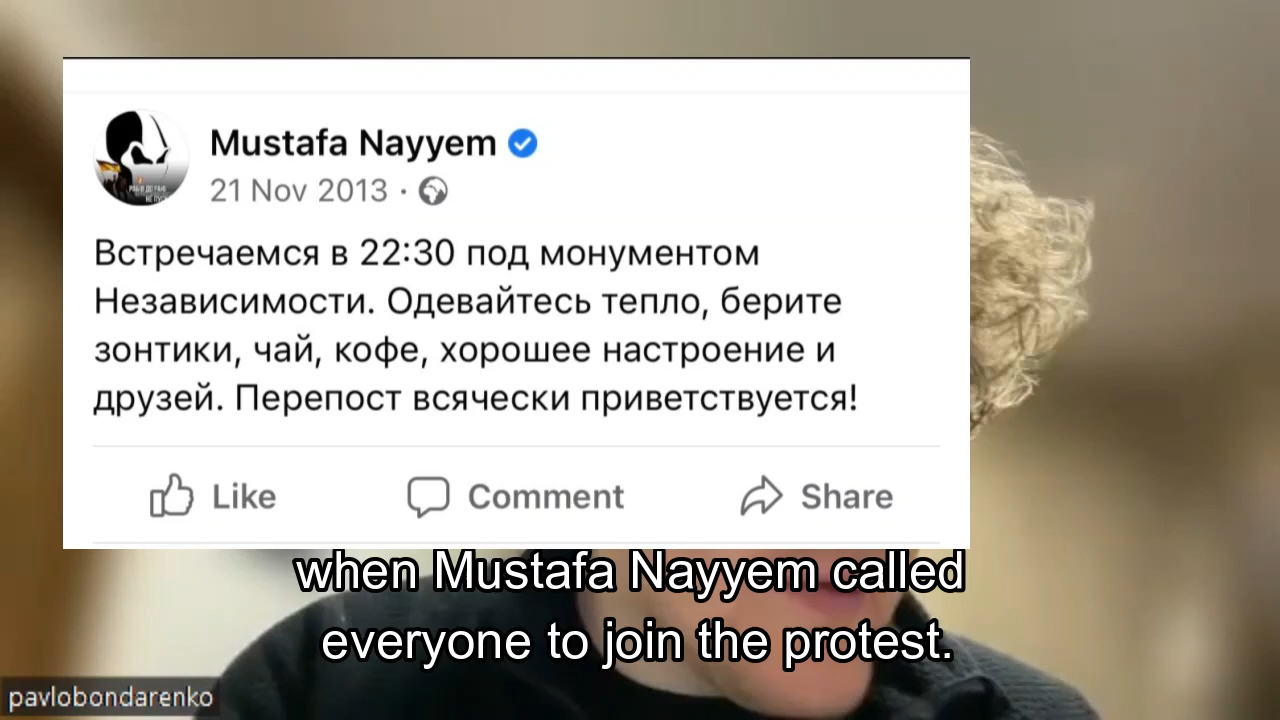 Mustafa Nayyem
21 Nov 2013 ·
Встречаемся в 22:30 под монументом
Независимости. Одевайтесь тепло, берите
зонтики, чай, кофе, хорошее настроение и
друзей. Перепост всячески приветствуется!
Like Comment Share
when Mustafa Nayyem called
everyone to join the protest.
pavlobondarenko